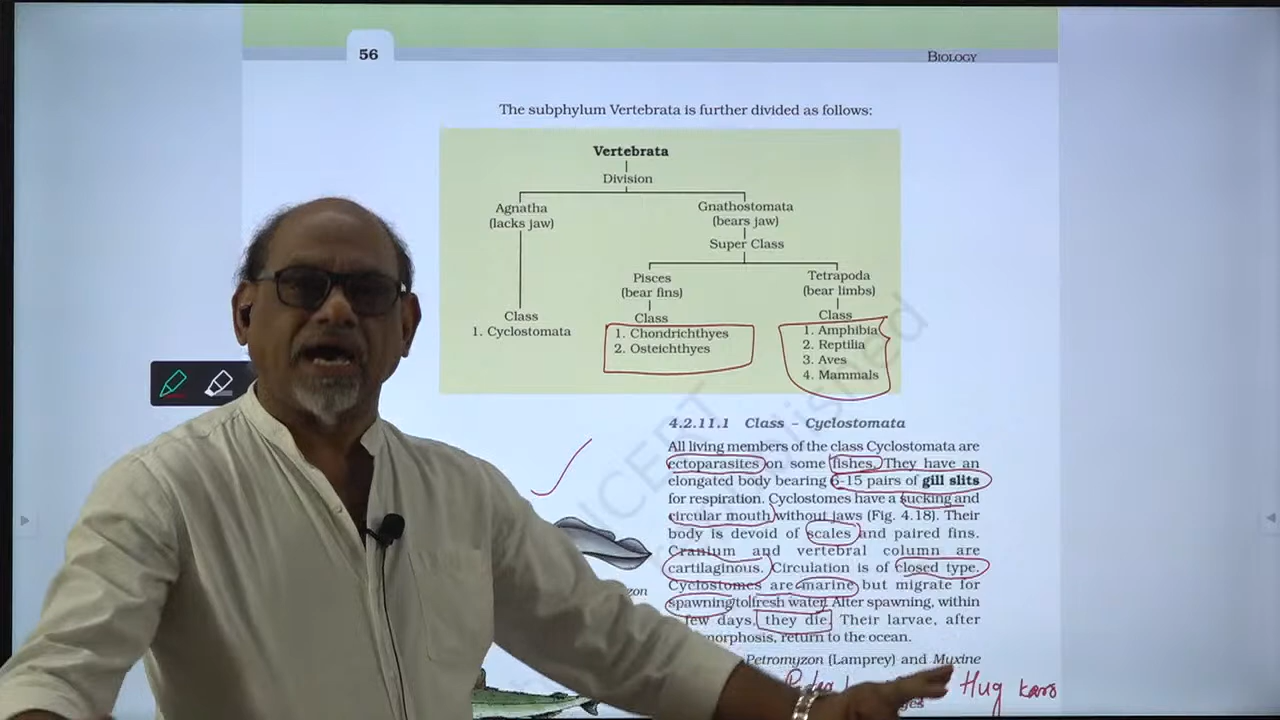 56
BIOLOGY
The subphylum Vertebrata is further divided as follows:
Vertebrata
Division
Agnatha
(lacks jaw)
Gnathostomata
(bears jaw)
Super Class
Pisces
(bear fins)
Tetrapoda
(bear limbs)
Class
1. Cyclostomata
Class
1. Chondrichthyes
2. Osteichthyes
Class
1. Amphibia
2. Reptilia
3. Aves
4. Mammals
4.2.11.1 Class – Cyclostomata
All living members of the class Cyclostomata are
ectoparasites on some fishes. They have an
elongated body bearing 6-15 pairs of gill slits
for respiration. Cyclostomes have a sucking and
circular mouth without jaws (Fig. 4.18). Their
body is devoid of scales and paired fins.
Cranium and vertebral column are
cartilaginous. Circulation is of closed type.
Cyclostomes are marine but migrate for
spawning to fresh water. After spawning, within
few days, they die. Their larvae, after
return to the ocean.
Petromyzon (Lamprey) and Myxine
Hug karo